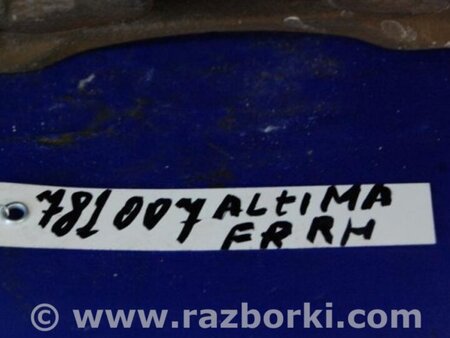 781007 ALtIMA
FR RH
© www.razborki.com